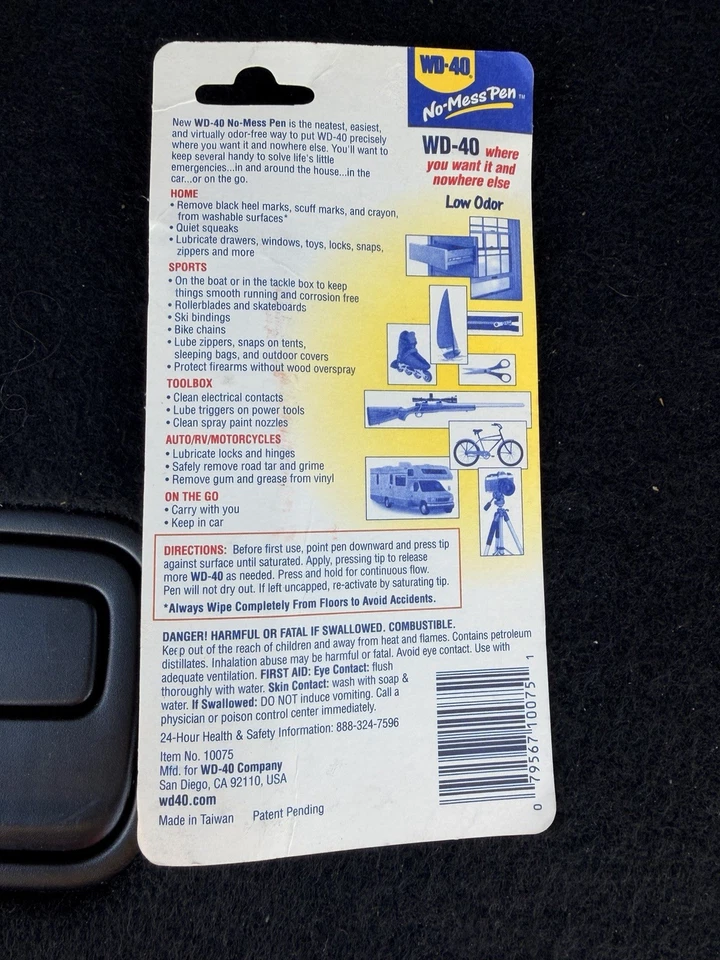 WD-40®
No-Mess Pen™
WD-40 where
you want it and
nowhere else
Low Odor
New WD-40 No-Mess Pen is the neatest, easiest,
and virtually odor-free way to put WD-40 precisely
where you want it and nowhere else. You'll want to
keep several handy to solve life's little
emergencies...in and around the house...in the
car...or on the go.
HOME
• Remove black heel marks, scuff marks, and crayon,
from washable surfaces*
• Quiet squeaks
• Lubricate drawers, windows, toys, locks, snaps,
zippers and more
SPORTS
• On the boat or in the tackle box to keep
things smooth running and corrosion free
• Rollerblades and skateboards
• Ski bindings
• Bike chains
• Lube zippers, snaps on tents,
sleeping bags, and outdoor covers
• Protect firearms without wood overspray
TOOLBOX
• Clean electrical contacts
• Lube triggers on power tools
• Clean spray paint nozzles
AUTO/RV/MOTORCYCLES
• Lubricate locks and hinges
• Safely remove road tar and grime
• Remove gum and grease from vinyl
ON THE GO
• Carry with you
• Keep in car
DIRECTIONS: Before first use, point pen downward and press tip
against surface until saturated. Apply, pressing tip to release
more WD-40 as needed. Press and hold for continuous flow.
Pen will not dry out. If left uncapped, re-activate by saturating tip.
*Always Wipe Completely From Floors to Avoid Accidents.
DANGER! HARMFUL OR FATAL IF SWALLOWED. COMBUSTIBLE.
Keep out of the reach of children and away from heat and flames. Contains petroleum
distillates. Inhalation abuse may be harmful or fatal. Avoid eye contact. Use with
adequate ventilation. FIRST AID: Eye Contact: flush
thoroughly with water. Skin Contact: wash with soap &
water. If Swallowed: DO NOT induce vomiting. Call a
physician or poison control center immediately.
24-Hour Health & Safety Information: 888-324-7596
Item No. 10075
Mfd. for WD-40 Company
San Diego, CA 92110, USA
wd40.com
Made in Taiwan Patent Pending
0 79567 10075 1